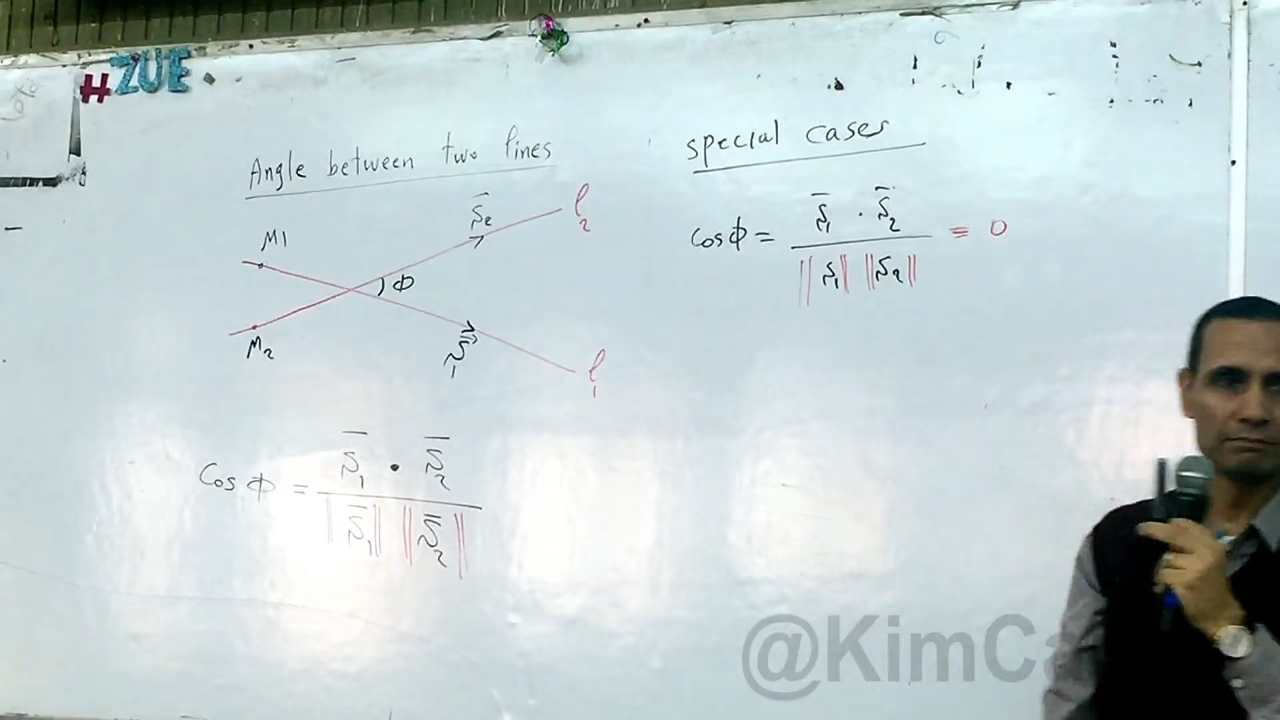 #ZUE
Angle between two lines
M1
S̄₂
l₂
ϕ
M₂
S̄₁
l₁
Cos ϕ = S̄₁ · S̄₂ / ‖S̄₁‖ ‖S̄₂‖
special cases
cosϕ = S̄₁ · S̄₂ / ‖S₁‖ ‖S₂‖ = 0
@KimCa